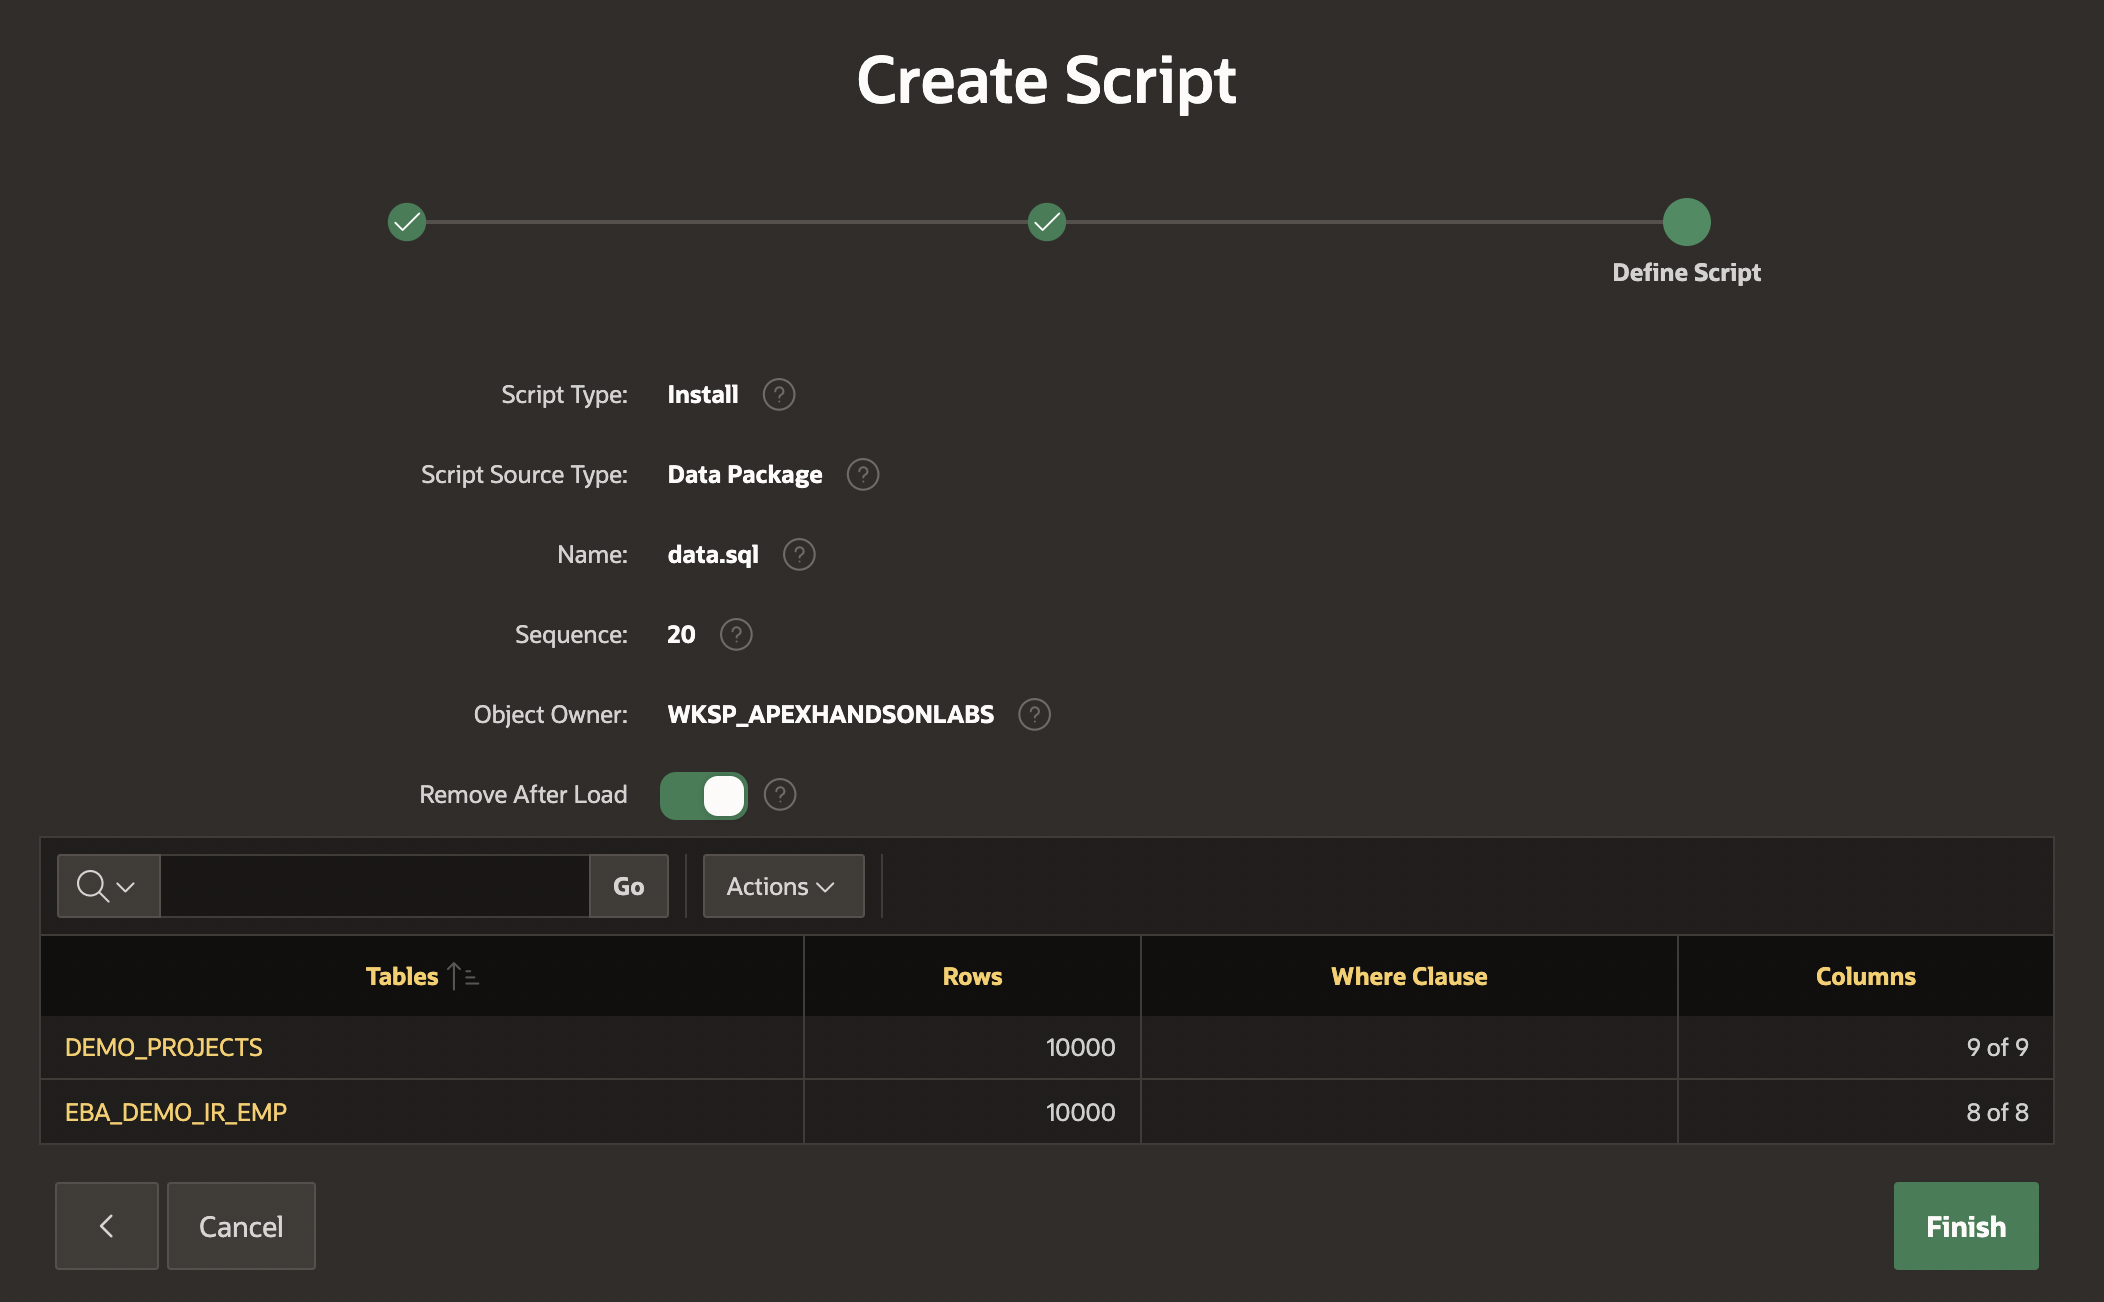 Create Script
Define Script
Script Type: Install ?
Script Source Type: Data Package ?
Name: data.sql ?
Sequence: 20 ?
Object Owner: WKSP_APEXHANDSONLABS ?
Remove After Load ?
Go Actions
Tables Rows Where Clause Columns
DEMO_PROJECTS 10000 9 of 9
EBA_DEMO_IR_EMP 10000 8 of 8
Cancel Finish